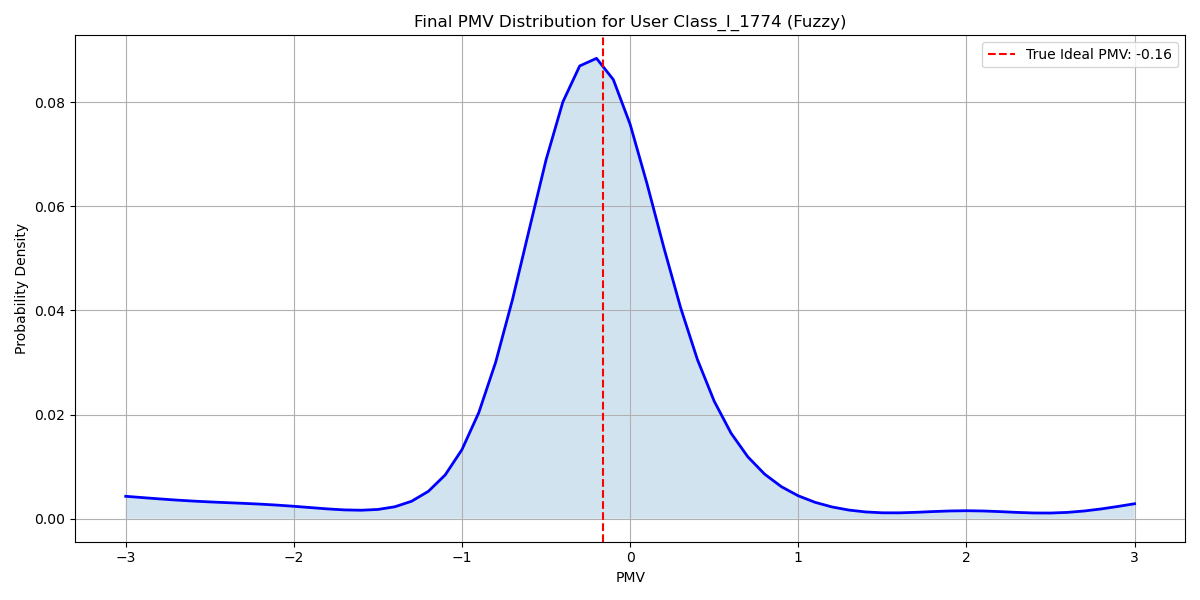 Final PMV Distribution for User Class_I_1774 (Fuzzy)
True Ideal PMV: -0.16
Probability Density
0.08
0.06
0.04
0.02
0.00
−3 −2 −1 0 1 2 3
PMV